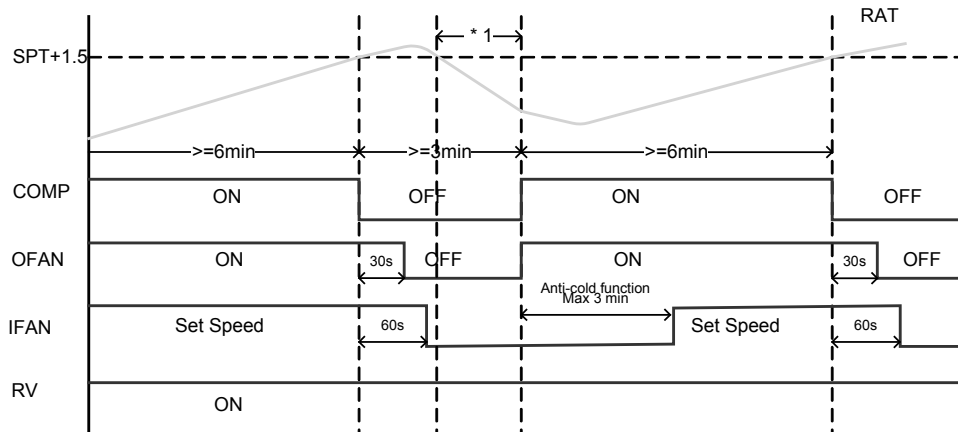 RAT
* 1
SPT+1.5
>=6min
>=3min
>=6min
COMP
ON
OFF
ON
OFF
OFAN
ON
30s
OFF
ON
30s
OFF
Anti-cold function
Max 3 min
IFAN
Set Speed
60s
Set Speed
60s
RV
ON